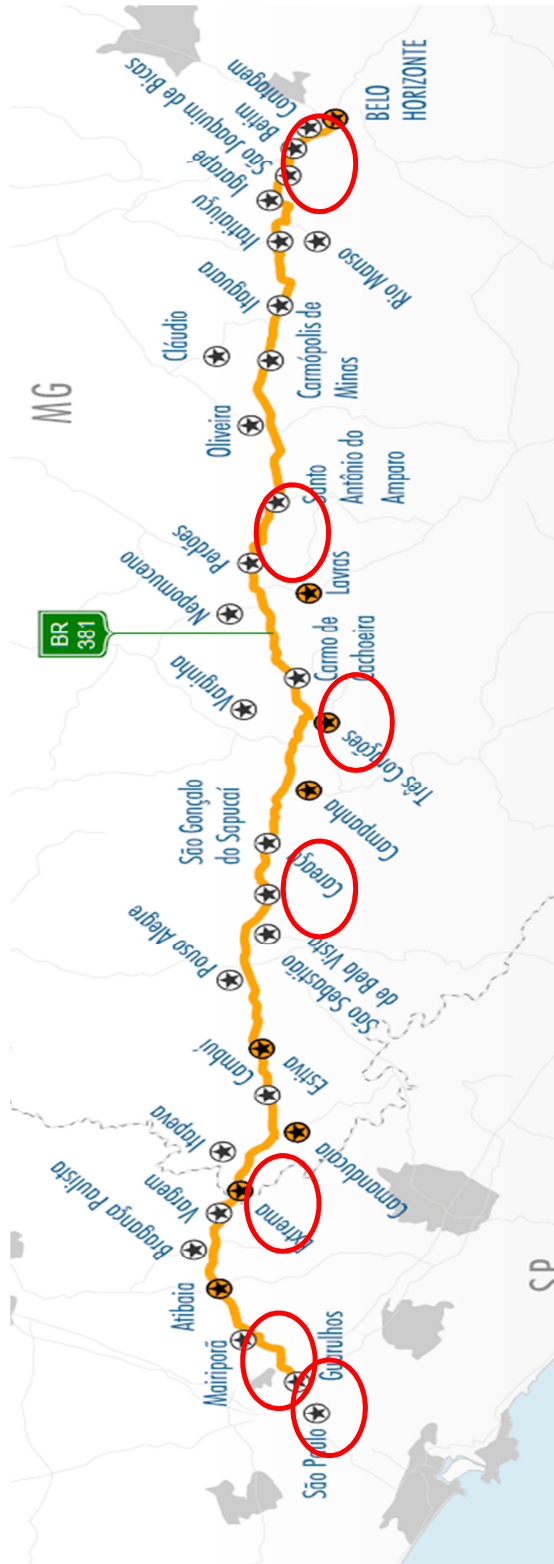 BELO
HORIZONTE
Contagem
Betim
São Joaquim de Bicas
Igarapé
Itatiaiuçu
Rio Manso
Itaguara
Cláudio
MG
Carmópolis de
Minas
Oliveira
Santo
Antônio do
Amparo
Perdões
Lavras
Nepomuceno
BR
381
Carmo de
Cachoeira
Varginha
Três Corações
Campanha
São Gonçalo
do Sapucaí
Careaçu
São Sebastião
de Bela Vista
Pouso Alegre
Estiva
Cambuí
Camanducaia
Itapeva
Extrema
Vargem
Bragança Paulista
Atibaia
Mairiporã
Guarulhos
São Paulo
SP